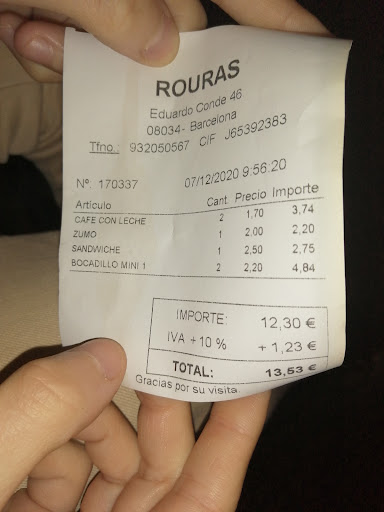 ROURAS
Eduardo Conde 46
08034- Barcelona
Tfno.: 932050567 CIF J65392383
Nº. 170337 07/12/2020 9:56:20
Artículo Cant. Precio Importe
CAFE CON LECHE 2 1,70 3,74
ZUMO 1 2,00 2,20
SANDWICHE 1 2,50 2,75
BOCADILLO MINI 1 2 2,20 4,84
IMPORTE: 12,30 €
IVA +10 % + 1,23 €
TOTAL: 13,53 €
Gracias por su visita.